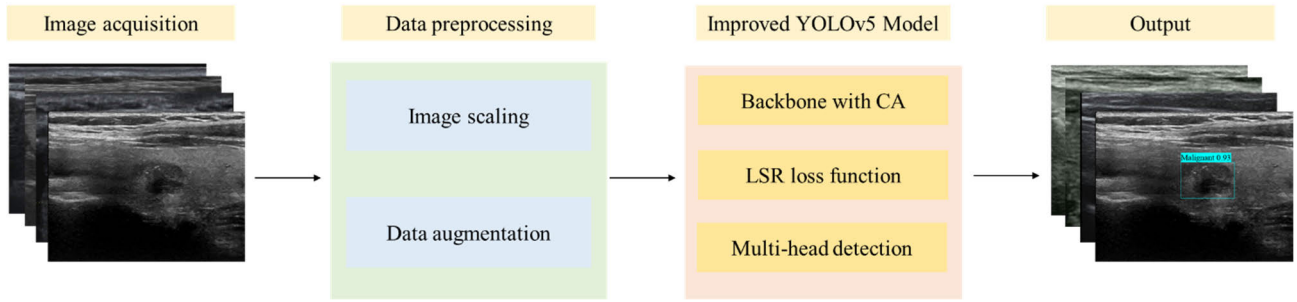 Image acquisition
Data preprocessing
Improved YOLOv5 Model
Output
Image scaling
Data augmentation
Backbone with CA
LSR loss function
Multi-head detection
Malignant 0.93